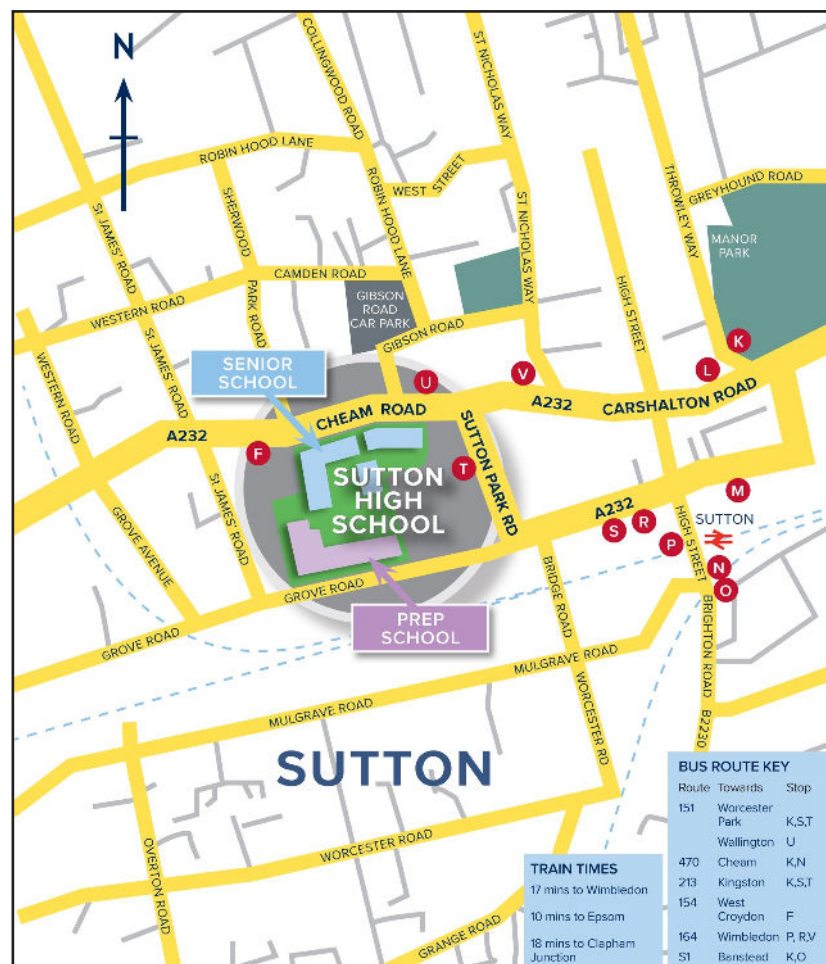 N
COLLINGWOOD ROAD
ST NICHOLAS WAY
ROBIN HOOD LANE
WEST STREET
ROBIN HOOD LANE
THROWLEY WAY
GREYHOUND ROAD
St JAMES' ROAD
SHERWOOD
PARK ROAD
ST NICHOLAS WAY
MANOR
PARK
CAMDEN ROAD
WESTERN ROAD
HIGH STREET
GIBSON
ROAD
CAR PARK
GIBSON ROAD
WESTERN ROAD
St JAMES' ROAD
SENIOR
SCHOOL
K
L
V
U
A232
CARSHALTON ROAD
CHEAM ROAD
A232
F
SUTTON PARK RD
T
SUTTON
HIGH
SCHOOL
M
A232
S
R
P
SUTTON
HIGH STREET
N
O
GROVE AVENUE
St JAMES' ROAD
GROVE ROAD
BRIDGE ROAD
PREP
SCHOOL
GROVE ROAD
MULGRAVE ROAD
BRIGHTON ROAD
B2230
MULGRAVE ROAD
WORCESTER RD
SUTTON
OVERTON ROAD
WORCESTER ROAD
GRANGE ROAD
TRAIN TIMES
17 mins to Wimbledon
10 mins to Epsom
18 mins to Clapham
Junction
BUS ROUTE KEY
Route Towards Stop
151 Worcester
Park K,S,T
Wallington U
470 Cheam K,N
213 Kingston K,S,T
154 West
Croydon F
164 Wimbledon P, R,V
S1 Banstead K,O